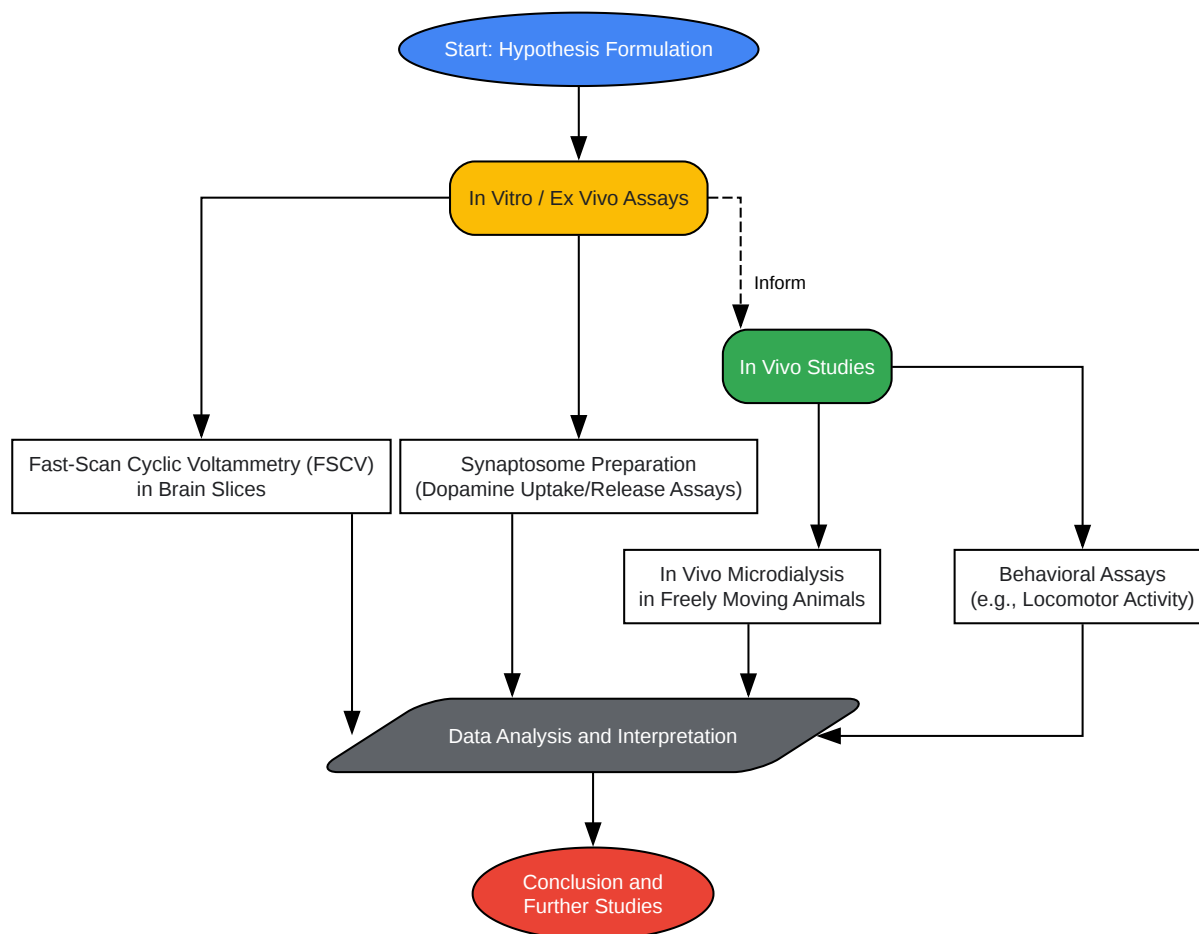 Start: Hypothesis Formulation
In Vitro / Ex Vivo Assays
Inform
In Vivo Studies
Fast-Scan Cyclic Voltammetry (FSCV)
in Brain Slices
Synaptosome Preparation
(Dopamine Uptake/Release Assays)
In Vivo Microdialysis
in Freely Moving Animals
Behavioral Assays
(e.g., Locomotor Activity)
Data Analysis and Interpretation
Conclusion and
Further Studies